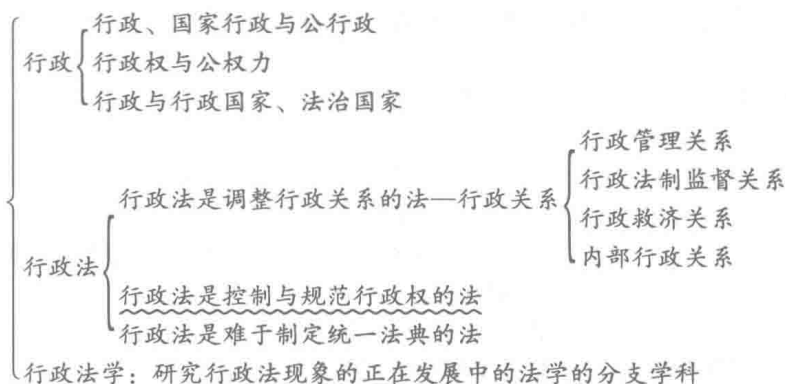 行政
行政、国家行政与公行政
行政权与公权力
行政与行政国家、法治国家
行政法
行政法是调整行政关系的法—行政关系
行政管理关系
行政法制监督关系
行政救济关系
内部行政关系
行政法是控制与规范行政权的法
行政法是难于制定统一法典的法
行政法学：研究行政法现象的正在发展中的法学的分支学科